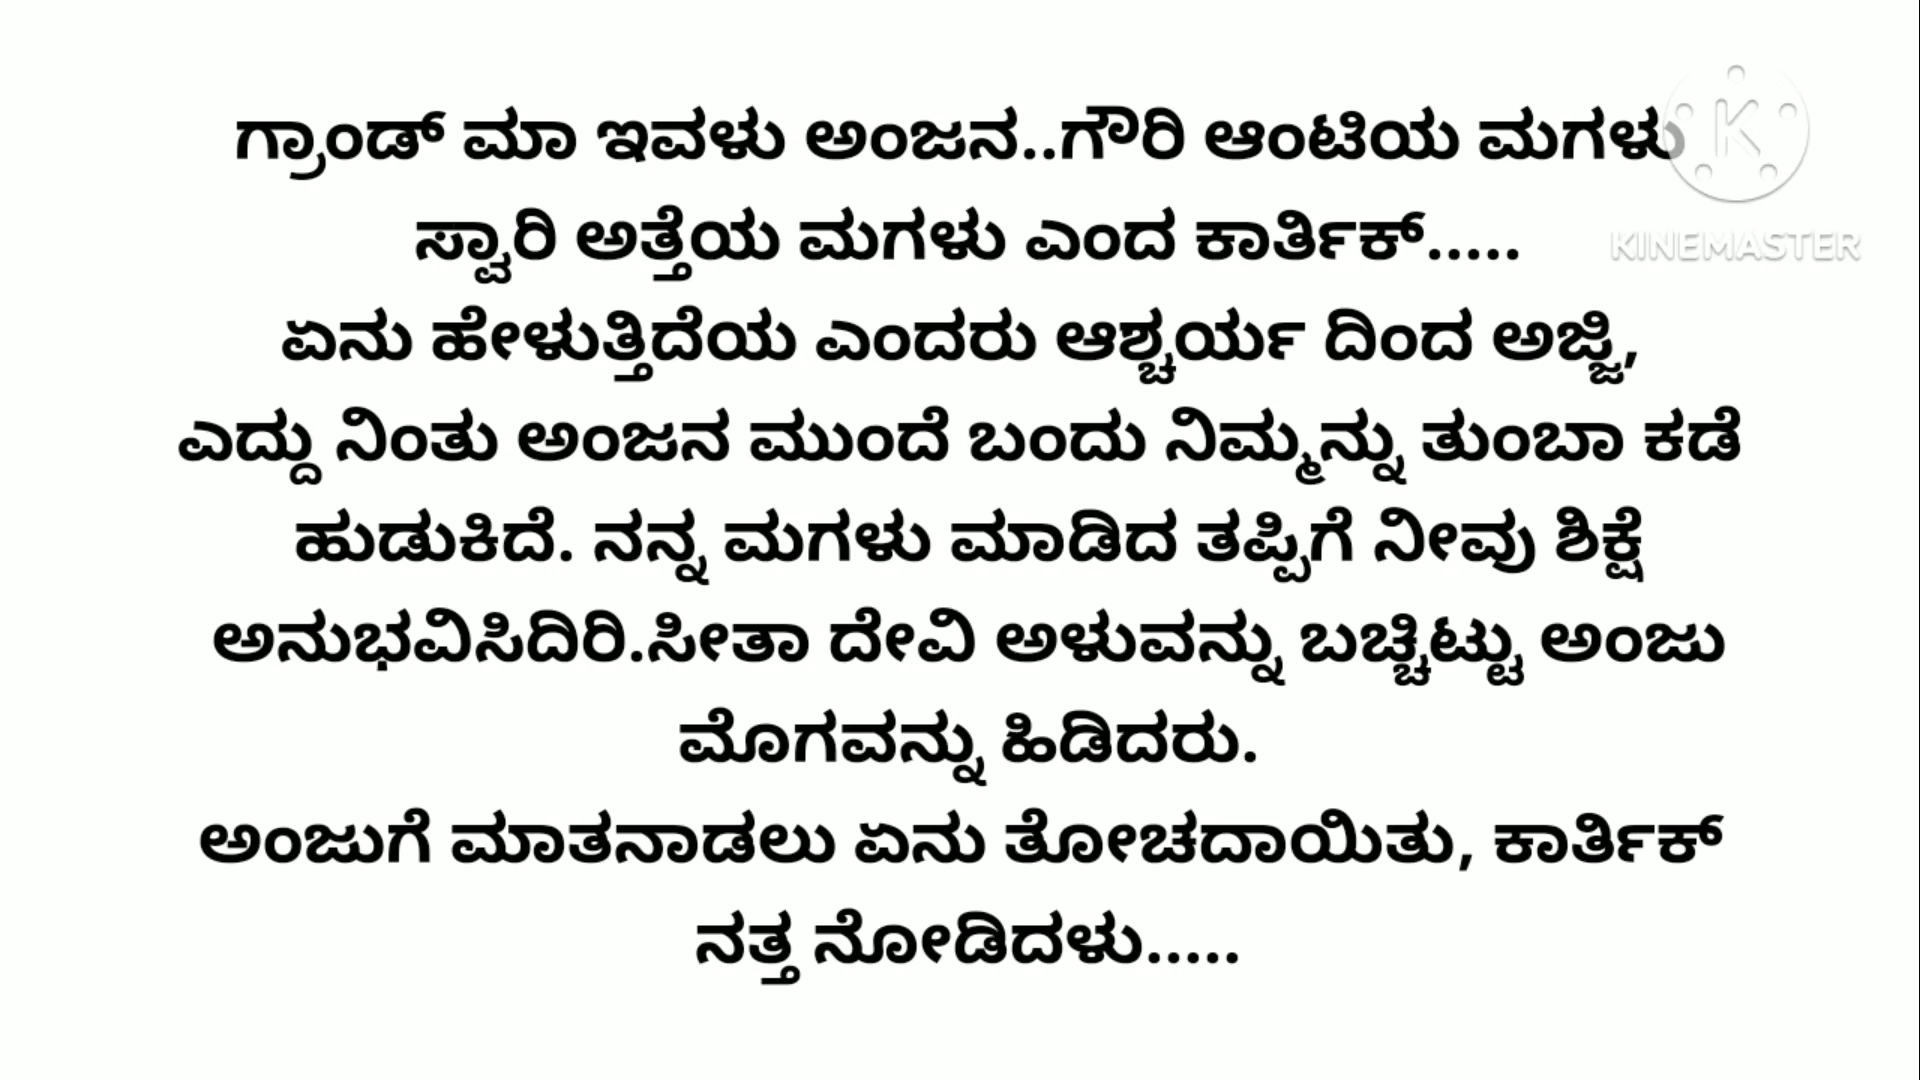 ಗ್ರಾಂಡ್ ಮಾ ಇವಳು ಅಂಜನ..ಗೌರಿ ಆಂಟಿಯ ಮಗಳು
ಸ್ವಾರಿ ಅತ್ತೆಯ ಮಗಳು ಎಂದ ಕಾರ್ತಿಕ್.....
KINEMASTER
ಏನು ಹೇಳುತ್ತಿದೆಯ ಎಂದರು ಆಶ್ಚರ್ಯ ದಿಂದ ಅಜ್ಜಿ,
ಎದ್ದು ನಿಂತು ಅಂಜನ ಮುಂದೆ ಬಂದು ನಿಮ್ಮನ್ನು ತುಂಬಾ ಕಡೆ
ಹುಡುಕಿದೆ. ನನ್ನ ಮಗಳು ಮಾಡಿದ ತಪ್ಪಿಗೆ ನೀವು ಶಿಕ್ಷೆ
ಅನುಭವಿಸಿದಿರಿ.ಸೀತಾ ದೇವಿ ಅಳುವನ್ನು ಬಚ್ಚಿಟ್ಟು ಅಂಜು
ಮೊಗವನ್ನು ಹಿಡಿದರು.
ಅಂಜುಗೆ ಮಾತನಾಡಲು ಏನು ತೋಚದಾಯಿತು, ಕಾರ್ತಿಕ್
ನತ್ತ ನೋಡಿದಳು.....